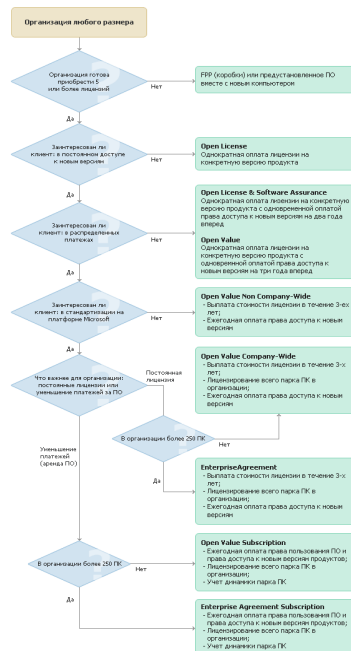 Организация любого размера
Организация готова
приобрести 5
или более лицензий
Нет
FPP (коробки) или предустановленное ПО
вместе с новым компьютером
Да
Заинтересован ли
клиент: в постоянном доступе
к новым версиям
Нет
Open License
Однократная оплата лицензии на
конкретную версию продукта
Да
Заинтересован ли
клиент: в распределенных
платежах
Нет
Open License & Software Assurance
Однократная оплата лизензии на конкретную
версию продукта с одновременной оплатой
права доступа к новым версиям на два года
вперед
Open Value
Однократная оплата лицензии на
конкретную версию продукта с
одновременной оплатой права доступа к
новым версиям на три года вперед
Да
Заинтересован ли
клиент: в стандартизации на
платформе Microsoft
Нет
Open Value Non Company-Wide
- Выплата стоимости лицензии в течение 3-ех
лет;
- Ежегодная оплата права доступа к новым
версиям
Да
Что важнее для организации:
постоянные лицензии или
уменьшение платежей за ПО
Постоянная
лицензия
Open Value Company-Wide
- Выплата стоимости лицензии в течение 3-х
лет;
- Лицензирование всего парка ПК в
организации;
- Ежегодная оплата права доступа к новым
версиям
В организации более 250 ПК
Нет
Да
Уменьшение
платежей
(аренда ПО)
EnterpriseAgreement
- Выплата стоимости лицензии в течение 3-х
лет;
- Лицензирование всего парка ПК в
организации;
- Ежегодная оплата права доступа к новым
версиям
В организации более 250 ПК
Нет
Open Value Subscription
- Ежегодная оплата права пользования ПО и
права доступа к новым версиям продуктов;
- Лицензирование всего парка ПК в
организации;
- Учет динамики парка ПК
Да
Enterprise Agreement Subscription
- Ежегодная оплата права пользования ПО и
права доступа к новым версиям продуктов;
- Лицензирование всего парка ПК в
организации;
- Учет динамики парка ПК